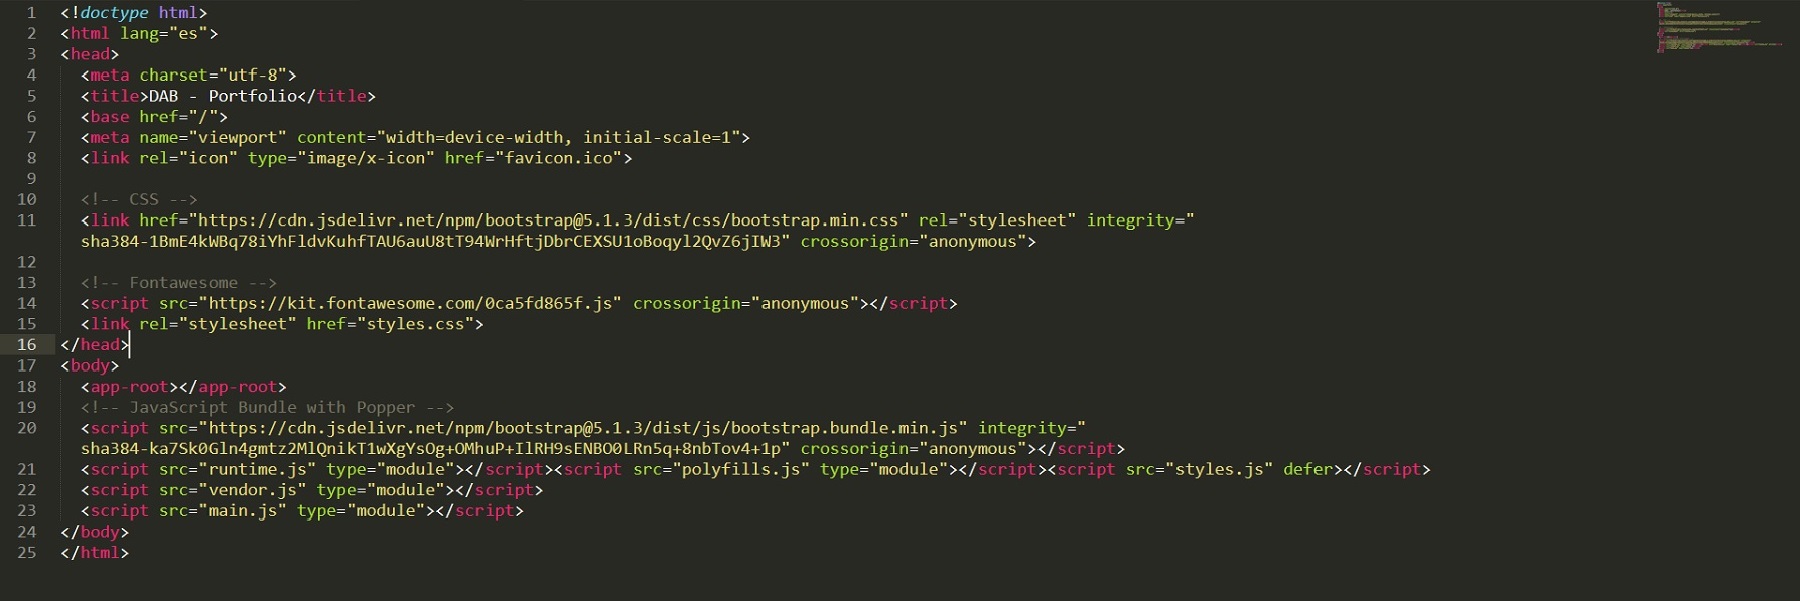 1 <!doctype html>
2 <html lang="es">
3 <head>
4 <meta charset="utf-8">
5 <title>DAB - Portfolio</title>
6 <base href="/">
7 <meta name="viewport" content="width=device-width, initial-scale=1">
8 <link rel="icon" type="image/x-icon" href="favicon.ico">
9
10 <!-- CSS -->
11 <link href="https://cdn.jsdelivr.net/npm/bootstrap@5.1.3/dist/css/bootstrap.min.css" rel="stylesheet" integrity="
sha384-1BmE4kWBq78iYhFldvKuhfTAU6auU8tT94WrHftjDbrCEXSU1oBoqyl2QvZ6jIW3" crossorigin="anonymous">
12
13 <!-- Fontawesome -->
14 <script src="https://kit.fontawesome.com/0ca5fd865f.js" crossorigin="anonymous"></script>
15 <link rel="stylesheet" href="styles.css">
16 </head>
17 <body>
18 <app-root></app-root>
19 <!-- JavaScript Bundle with Popper -->
20 <script src="https://cdn.jsdelivr.net/npm/bootstrap@5.1.3/dist/js/bootstrap.bundle.min.js" integrity="
sha384-ka7Sk0Gln4gmtz2MlQnikT1wXgYsOg+OMhuP+IlRH9sENBO0LRn5q+8nbTov4+1p" crossorigin="anonymous"></script>
21 <script src="runtime.js" type="module"></script><script src="polyfills.js" type="module"></script><script src="styles.js" defer></script>
22 <script src="vendor.js" type="module"></script>
23 <script src="main.js" type="module"></script>
24 </body>
25 </html>